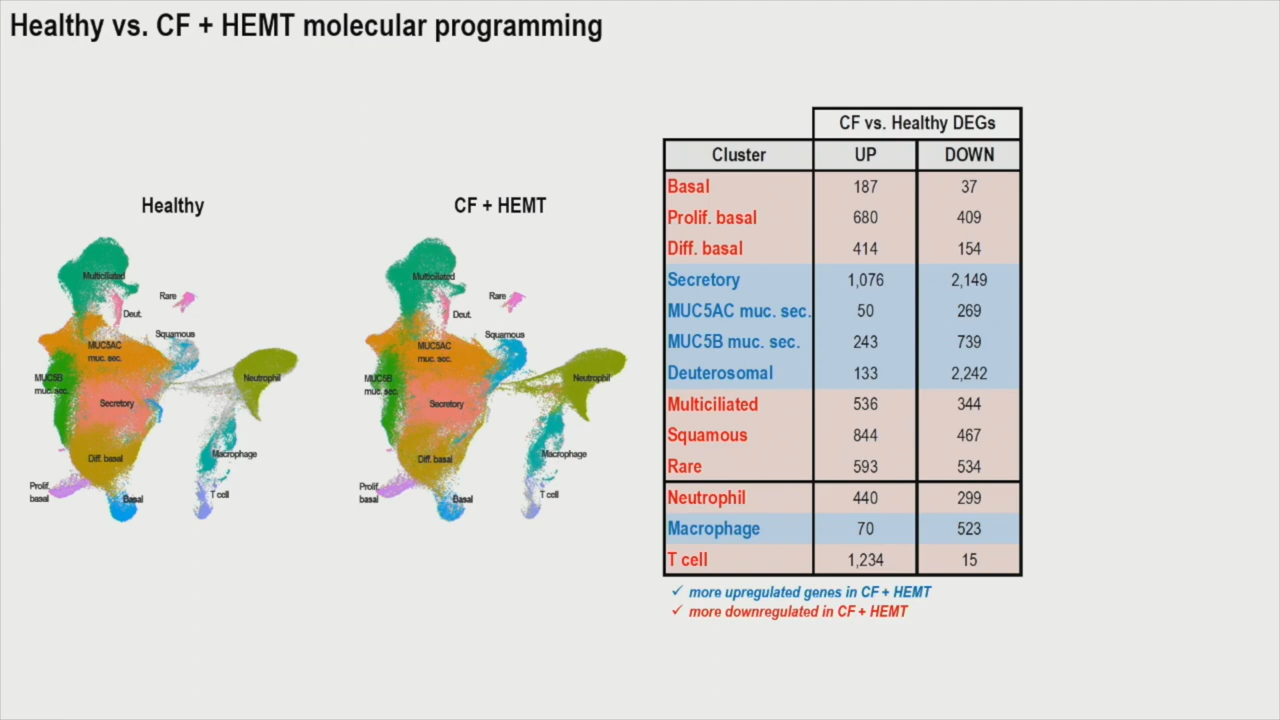 Healthy vs. CF + HEMT molecular programming
Healthy
Multiciliated
Rare
Deut.
Squamous
MUC5AC
muc. sec.
MUC5B
muc. sec.
Neutrophil
Secretory
Diff. basal
Macrophage
Prolif.
basal
Basal
T cell
CF + HEMT
Multiciliated
Rare
Deut.
Squamous
MUC5AC
muc. sec.
MUC5B
muc. sec.
Neutrophil
Secretory
Diff. basal
Macrophage
Prolif.
basal
Basal
T cell
CF vs. Healthy DEGs
Cluster UP DOWN
Basal 187 37
Prolif. basal 680 409
Diff. basal 414 154
Secretory 1,076 2,149
MUC5AC muc. sec. 50 269
MUC5B muc. sec. 243 739
Deuterosomal 133 2,242
Multiciliated 536 344
Squamous 844 467
Rare 593 534
Neutrophil 440 299
Macrophage 70 523
T cell 1,234 15
✓ more upregulated genes in CF + HEMT
✓ more downregulated in CF + HEMT